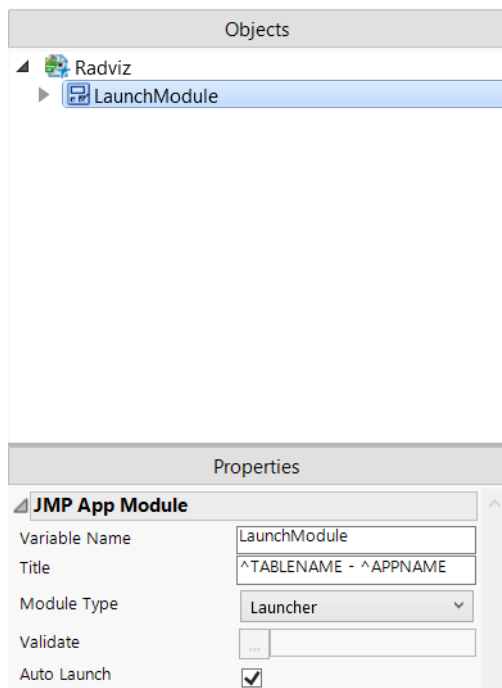 Objects
Radviz
LaunchModule
Properties
JMP App Module
Variable Name LaunchModule
Title ^TABLENAME - ^APPNAME
Module Type Launcher
Validate ...
Auto Launch